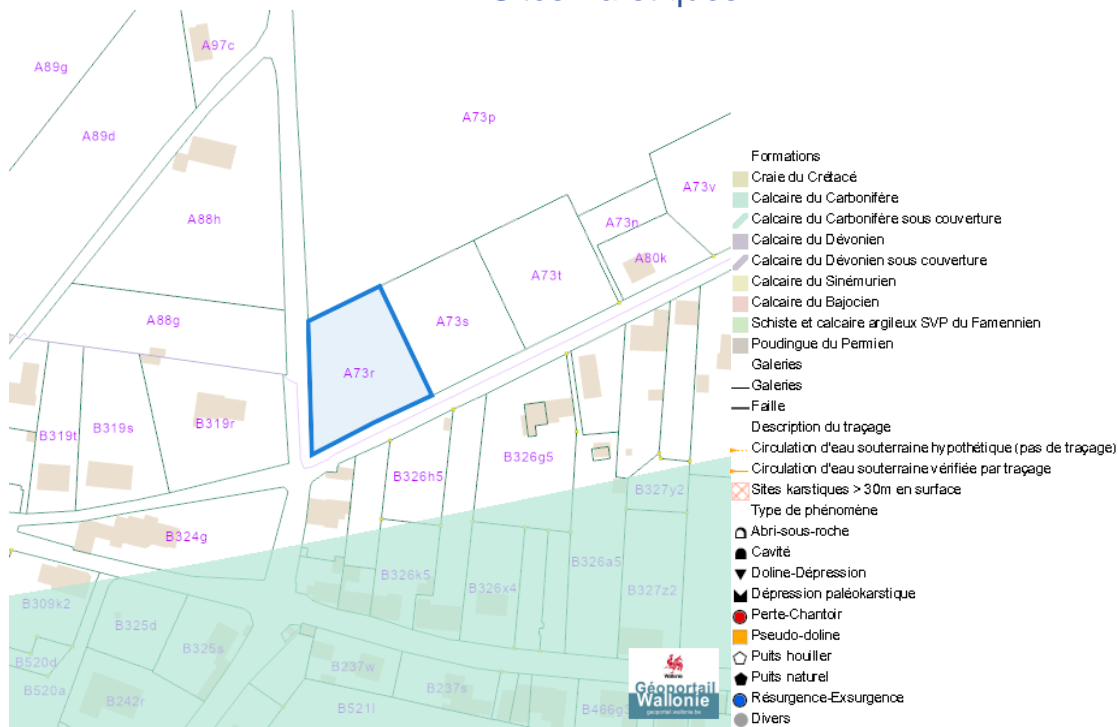 A97c
A89g
A89d
A73p
A73v
A88h
A73n
A80k
A73t
A88g
A73s
A73r
B319t
B319s
B319r
B326g5
B326h5
B327y2
B324g
B326k5
B326x4
B326a5
B327z2
B309k2
B325d
B325s
B520d
B237w
B520a
B237s
B242r
B521l
Wallonie
Géoportail
Wallonie
geoportail.wallonie.be
Formations
Craie du Crétacé
Calcaire du Carbonifère
Calcaire du Carbonifère sous couverture
Calcaire du Dévonien
Calcaire du Dévonien sous couverture
Calcaire du Sinémurien
Calcaire du Bajocien
Schiste et calcaire argileux SVP du Famennien
Poudingue du Permien
Galeries
Galeries
Faille
Description du traçage
Circulation d'eau souterraine hypothétique (pas de traçage)
Circulation d'eau souterraine vérifiée par traçage
Sites karstiques > 30m en surface
Type de phénomène
Abri-sous-roche
Cavité
Doline-Dépression
Dépression paléokarstique
Perte-Chantoir
Pseudo-doline
Puits houiller
Puits naturel
Résurgence-Exsurgence
Divers